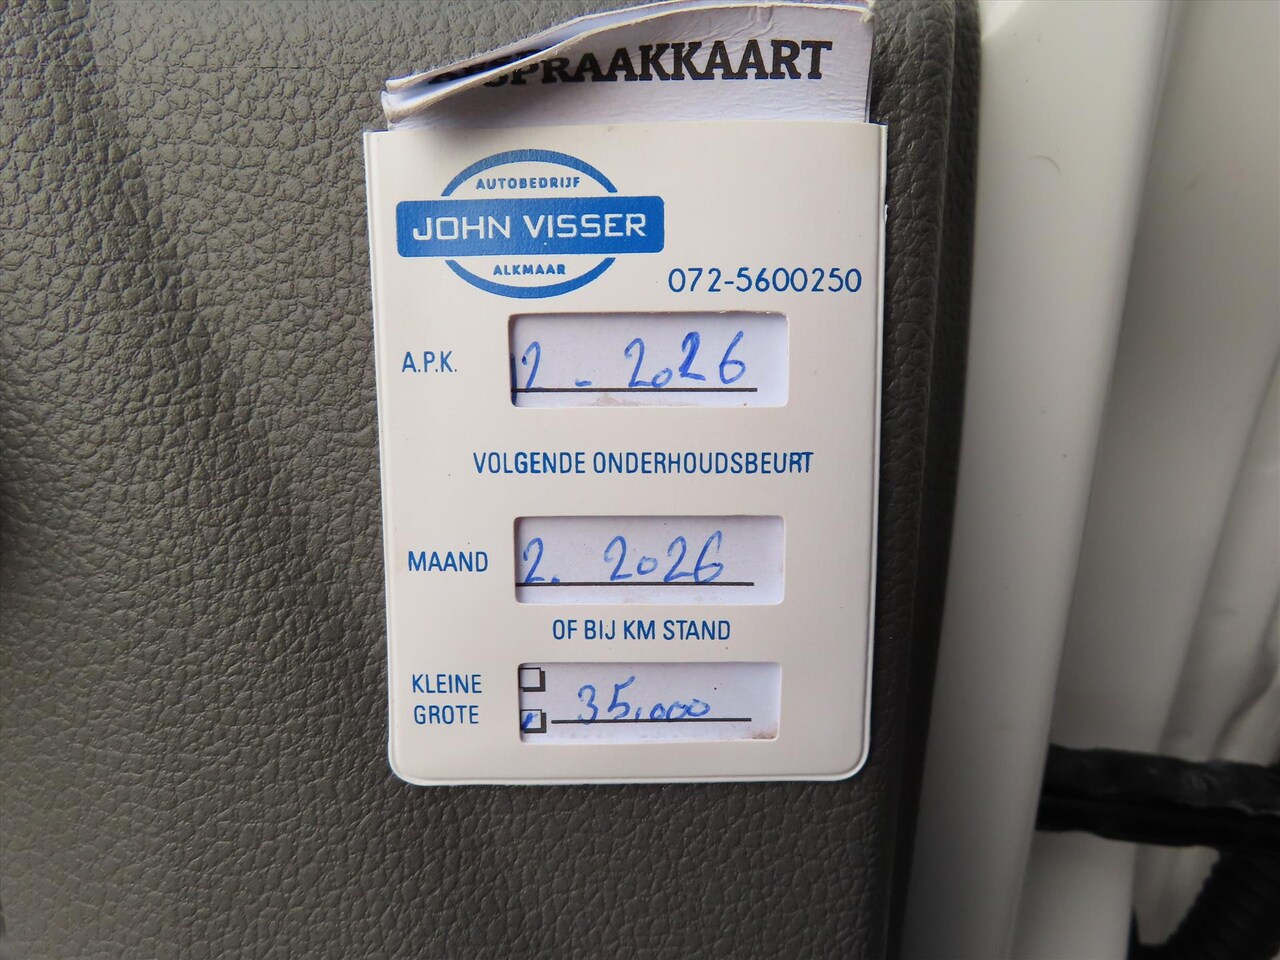 AFSPRAAKKAART
AUTOBEDRIJF
JOHN VISSER
ALKMAAR
072-5600250
A.P.K. 12 - 2026
VOLGENDE ONDERHOUDSBEURT
MAAND 2. 2026
OF BIJ KM STAND
KLEINE
GROTE 35.000